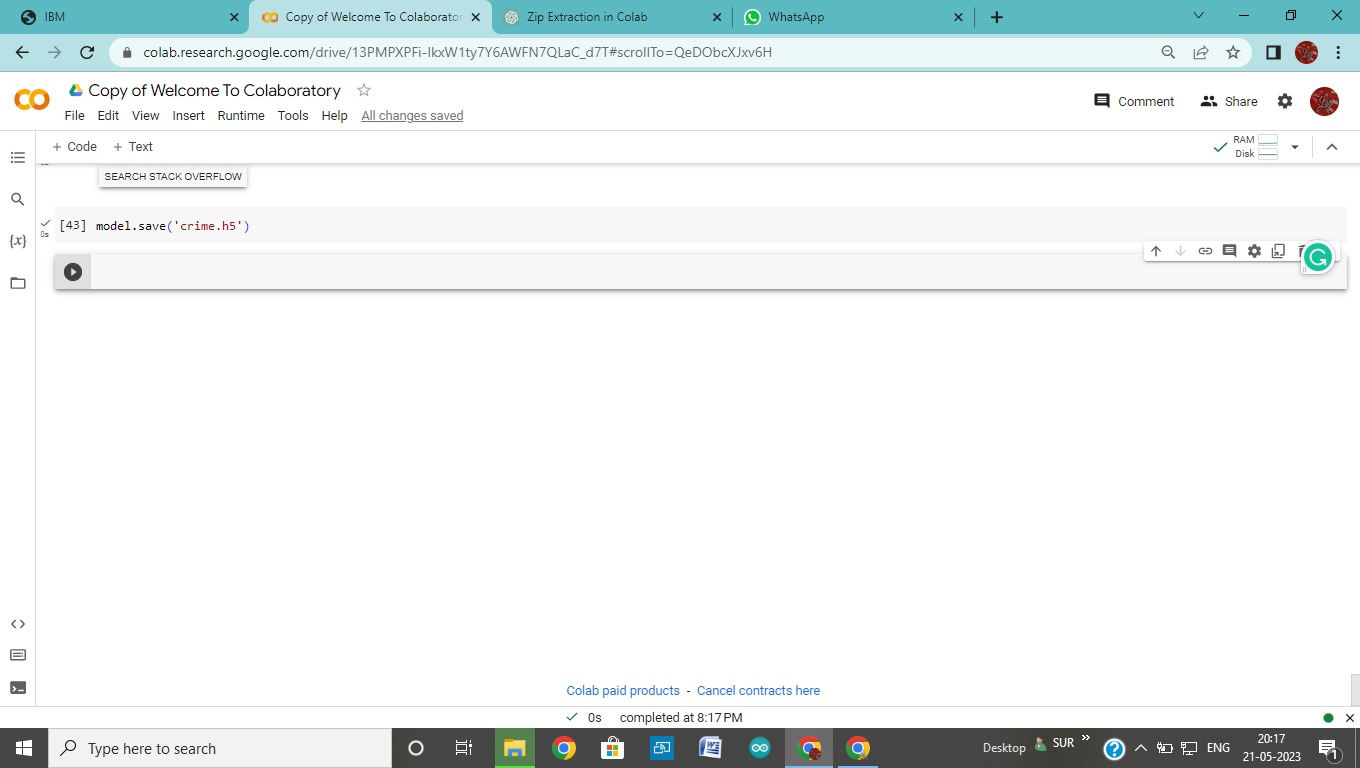 IBM
Copy of Welcome To Colaborator
Zip Extraction in Colab
WhatsApp
colab.research.google.com/drive/13PMPXPFi-IkxW1ty7Y6AWFN7QLaC_d7T#scrollTo=QeDObcXJxv6H
Copy of Welcome To Colaboratory
Comment
Share
File Edit View Insert Runtime Tools Help All changes saved
+ Code + Text
RAM
Disk
SEARCH STACK OVERFLOW
[43] model.save('crime.h5')
0s
{x}
Colab paid products - Cancel contracts here
0s completed at 8:17 PM
Type here to search
Desktop
SUR
ENG
20:17
21-05-2023
1